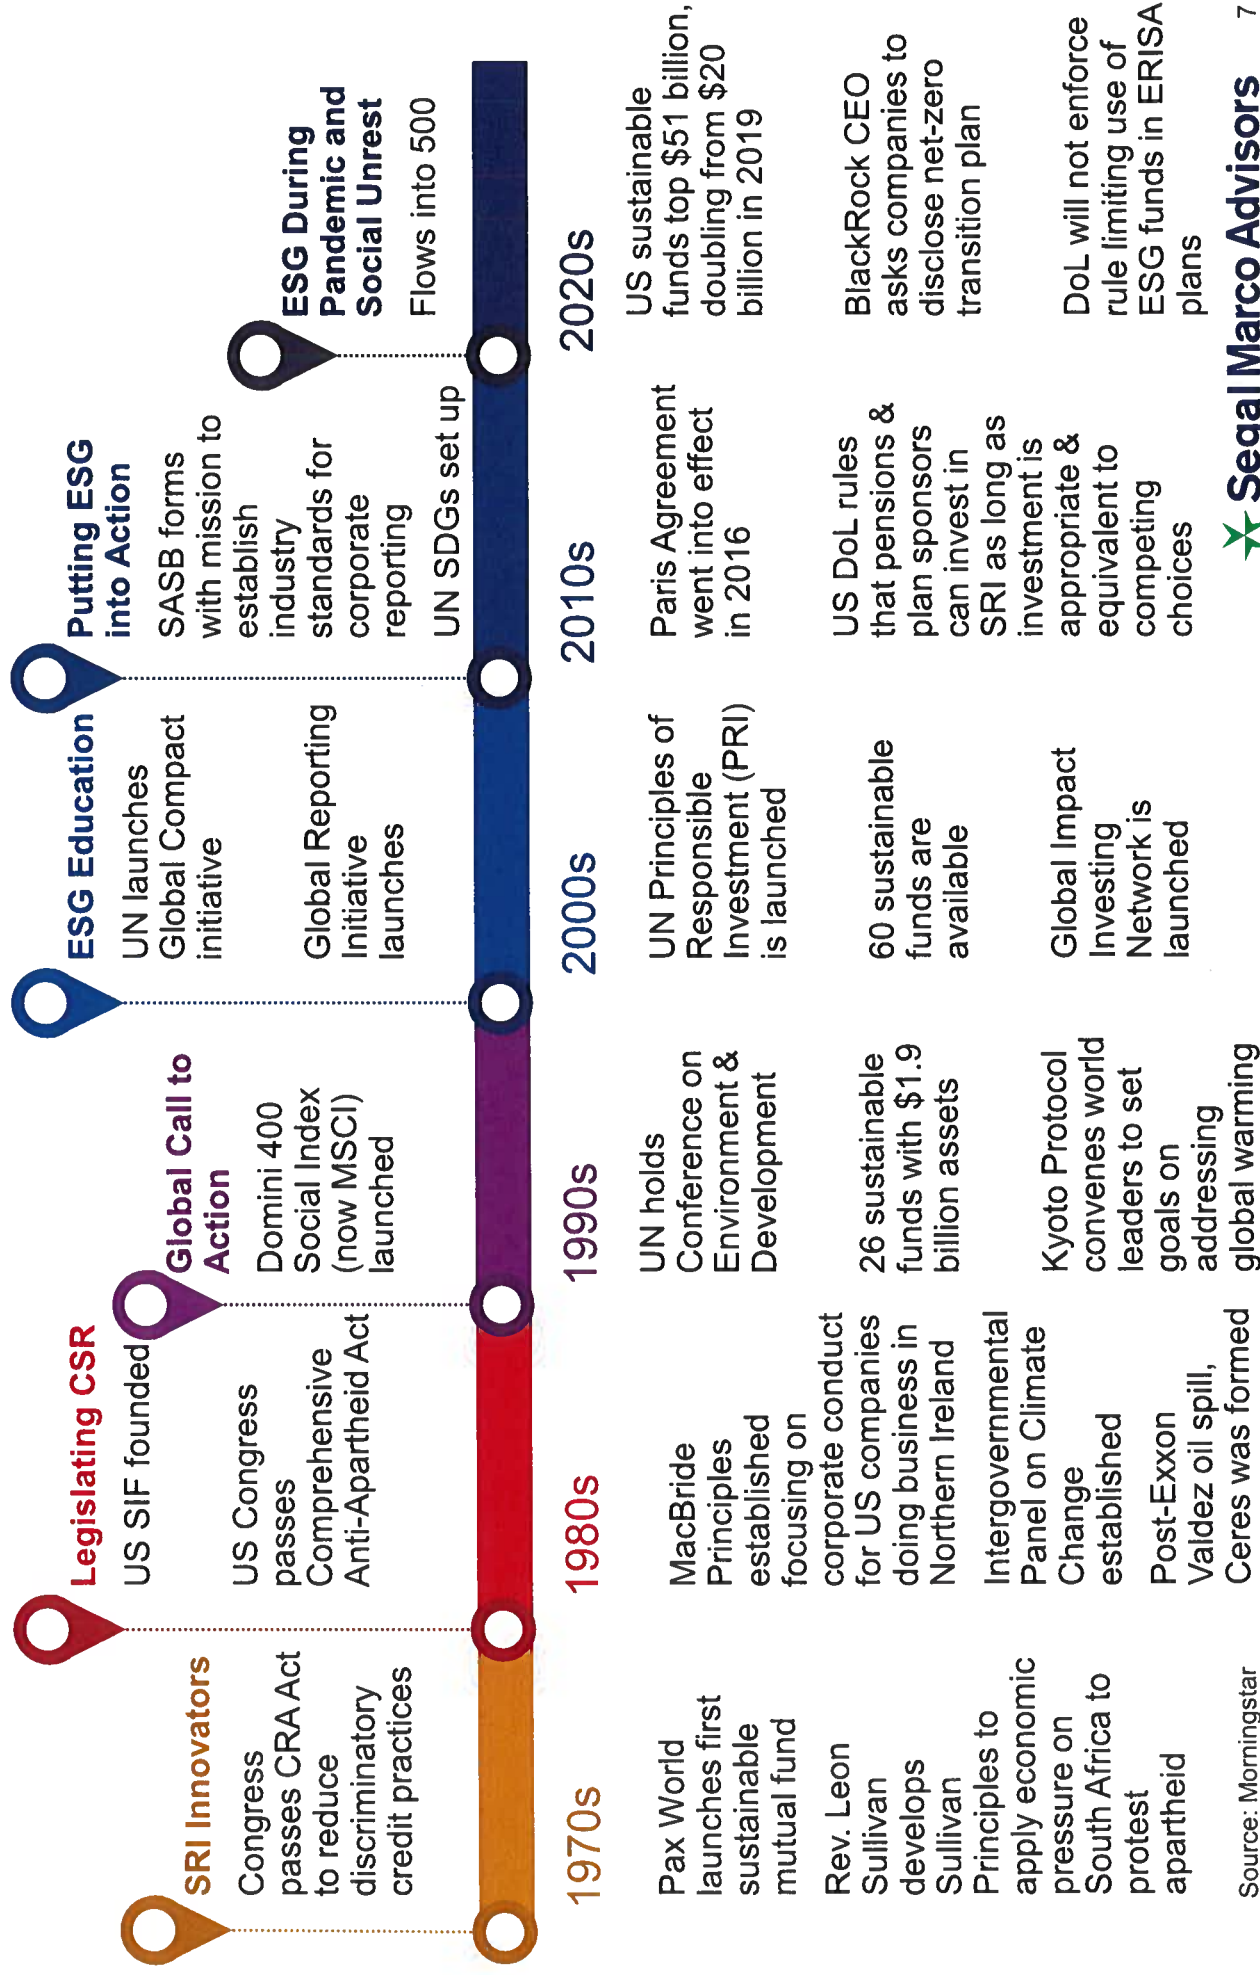 SRI Innovators
Congress
passes CRA Act
to reduce
discriminatory
credit practices
1970s
Pax World
launches first
sustainable
mutual fund
Rev. Leon
Sullivan
develops
Sullivan
Principles to
apply economic
pressure on
South Africa to
protest
apartheid
Legislating CSR
US SIF founded
US Congress
passes
Comprehensive
Anti-Apartheid Act
1980s
MacBride
Principles
established
focusing on
corporate conduct
for US companies
doing business in
Northern Ireland
Intergovernmental
Panel on Climate
Change
established
Post-Exxon
Valdez oil spill,
Ceres was formed
Global Call to
Action
Domini 400
Social Index
(now MSCI)
launched
1990s
UN holds
Conference on
Environment &
Development
26 sustainable
funds with $1.9
billion assets
Kyoto Protocol
convenes world
leaders to set
goals on
addressing
global warming
ESG Education
UN launches
Global Compact
initiative
Global Reporting
Initiative
launches
2000s
UN Principles of
Responsible
Investment (PRI)
is launched
60 sustainable
funds are
available
Global Impact
Investing
Network is
launched
Putting ESG
into Action
SASB forms
with mission to
establish
industry
standards for
corporate
reporting
UN SDGs set up
2010s
Paris Agreement
went into effect
in 2016
US DoL rules
that pensions &
plan sponsors
can invest in
SRI as long as
investment is
appropriate &
equivalent to
competing
choices
ESG During
Pandemic and
Social Unrest
Flows into 500
2020s
US sustainable
funds top $51 billion,
doubling from $20
billion in 2019
BlackRock CEO
asks companies to
disclose net-zero
transition plan
DoL will not enforce
rule limiting use of
ESG funds in ERISA
plans
Source: Morningstar
Segal Marco Advisors
7